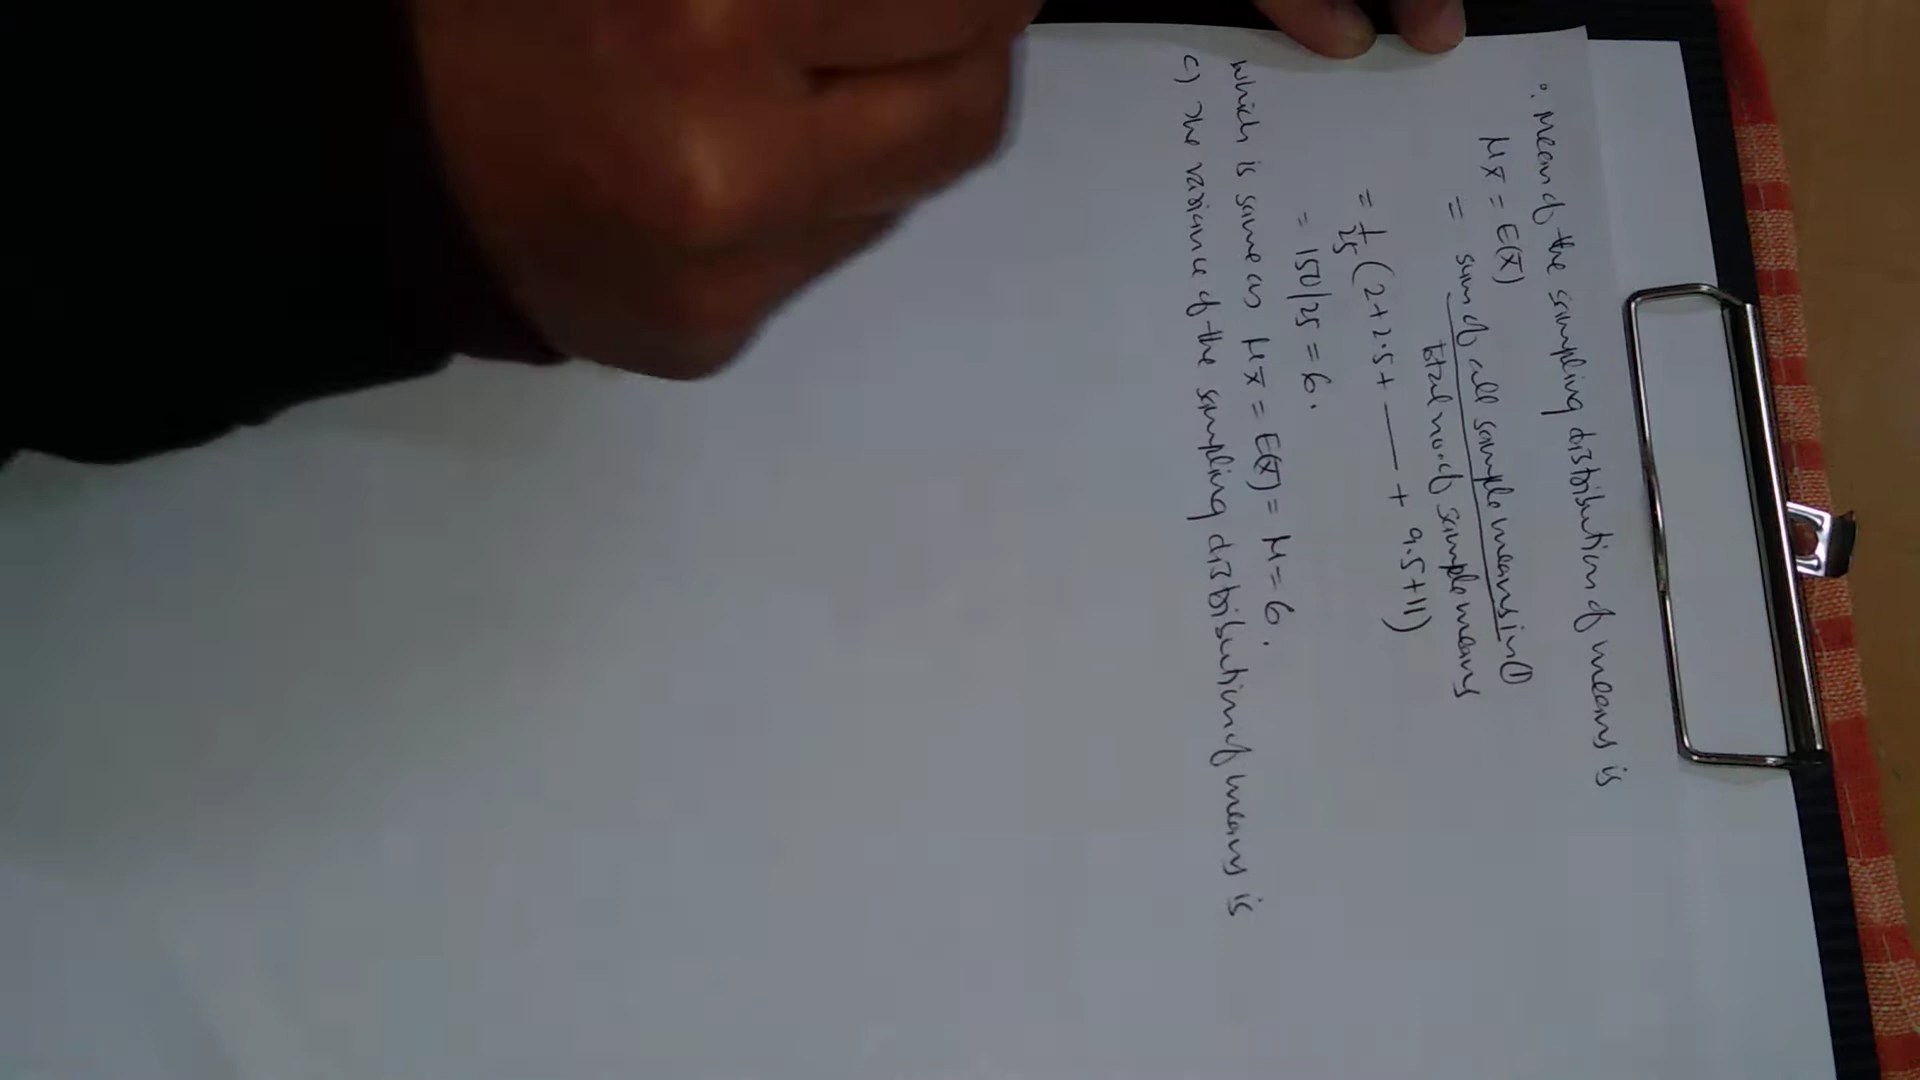 ∴ Mean of the sampling distribution of means is
μx̄ = E(x̄)
= sum of all sample means in ①
total no. of sample means
= 1/25 (2+2.5+ —— + 9.5+11)
= 150/25 = 6.
which is same as μx̄ = E(x̄) = μ = 6.
c) The variance of the sampling distribution of means is